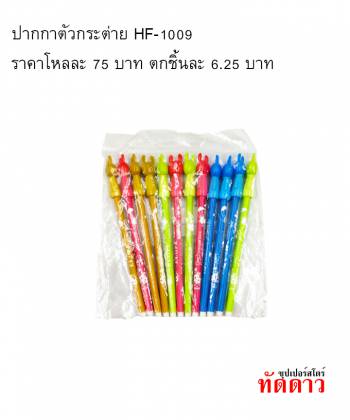 ปากกาตัวกระต่าย HF-1009
ราคาโหลละ 75 บาท ตกชิ้นละ 6.25 บาท
ซุปเปอร์สโตร์
ทัดดาว